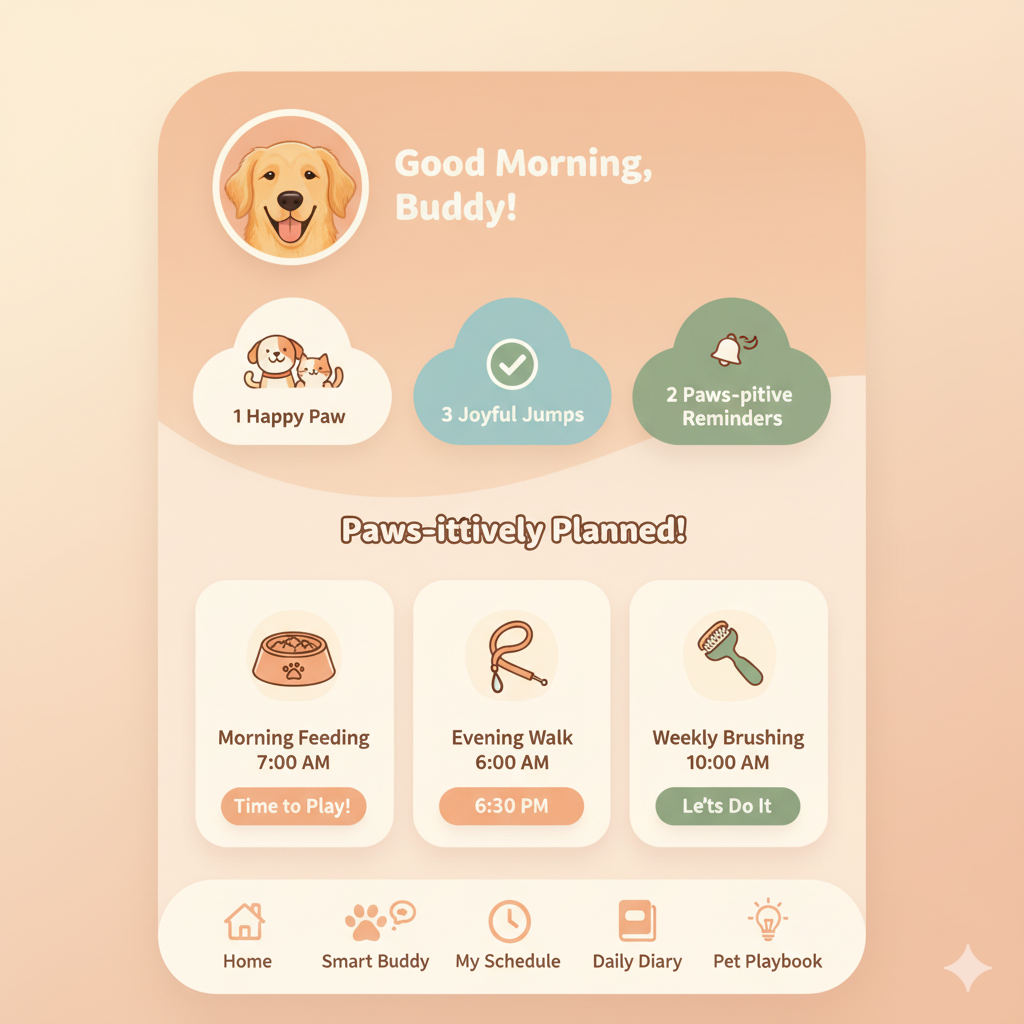 Good Morning,
Buddy!
1 Happy Paw
3 Joyful Jumps
2 Paws-pitive
Reminders
Paws-ittively Planned!
Morning Feeding
7:00 AM
Time to Play!
Evening Walk
6:00 AM
6:30 PM
Weekly Brushing
10:00 AM
Le'ts Do It
Home
Smart Buddy
My Schedule
Daily Diary
Pet Playbook